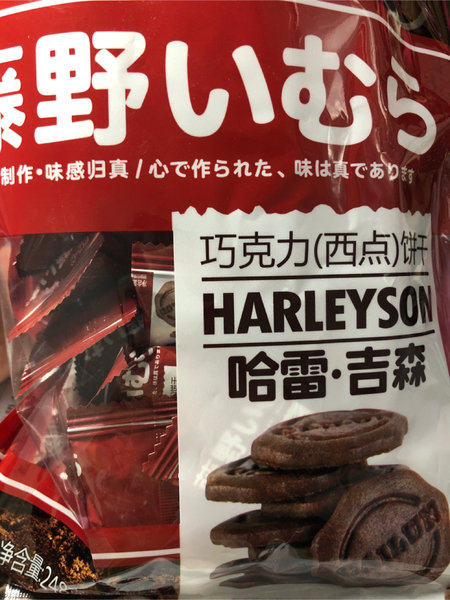 藤野いむら
制作·味感归真/心で作られた、味は真であります
巧克力(西点)饼干
HARLEYSON
哈雷·吉森
净含量:24